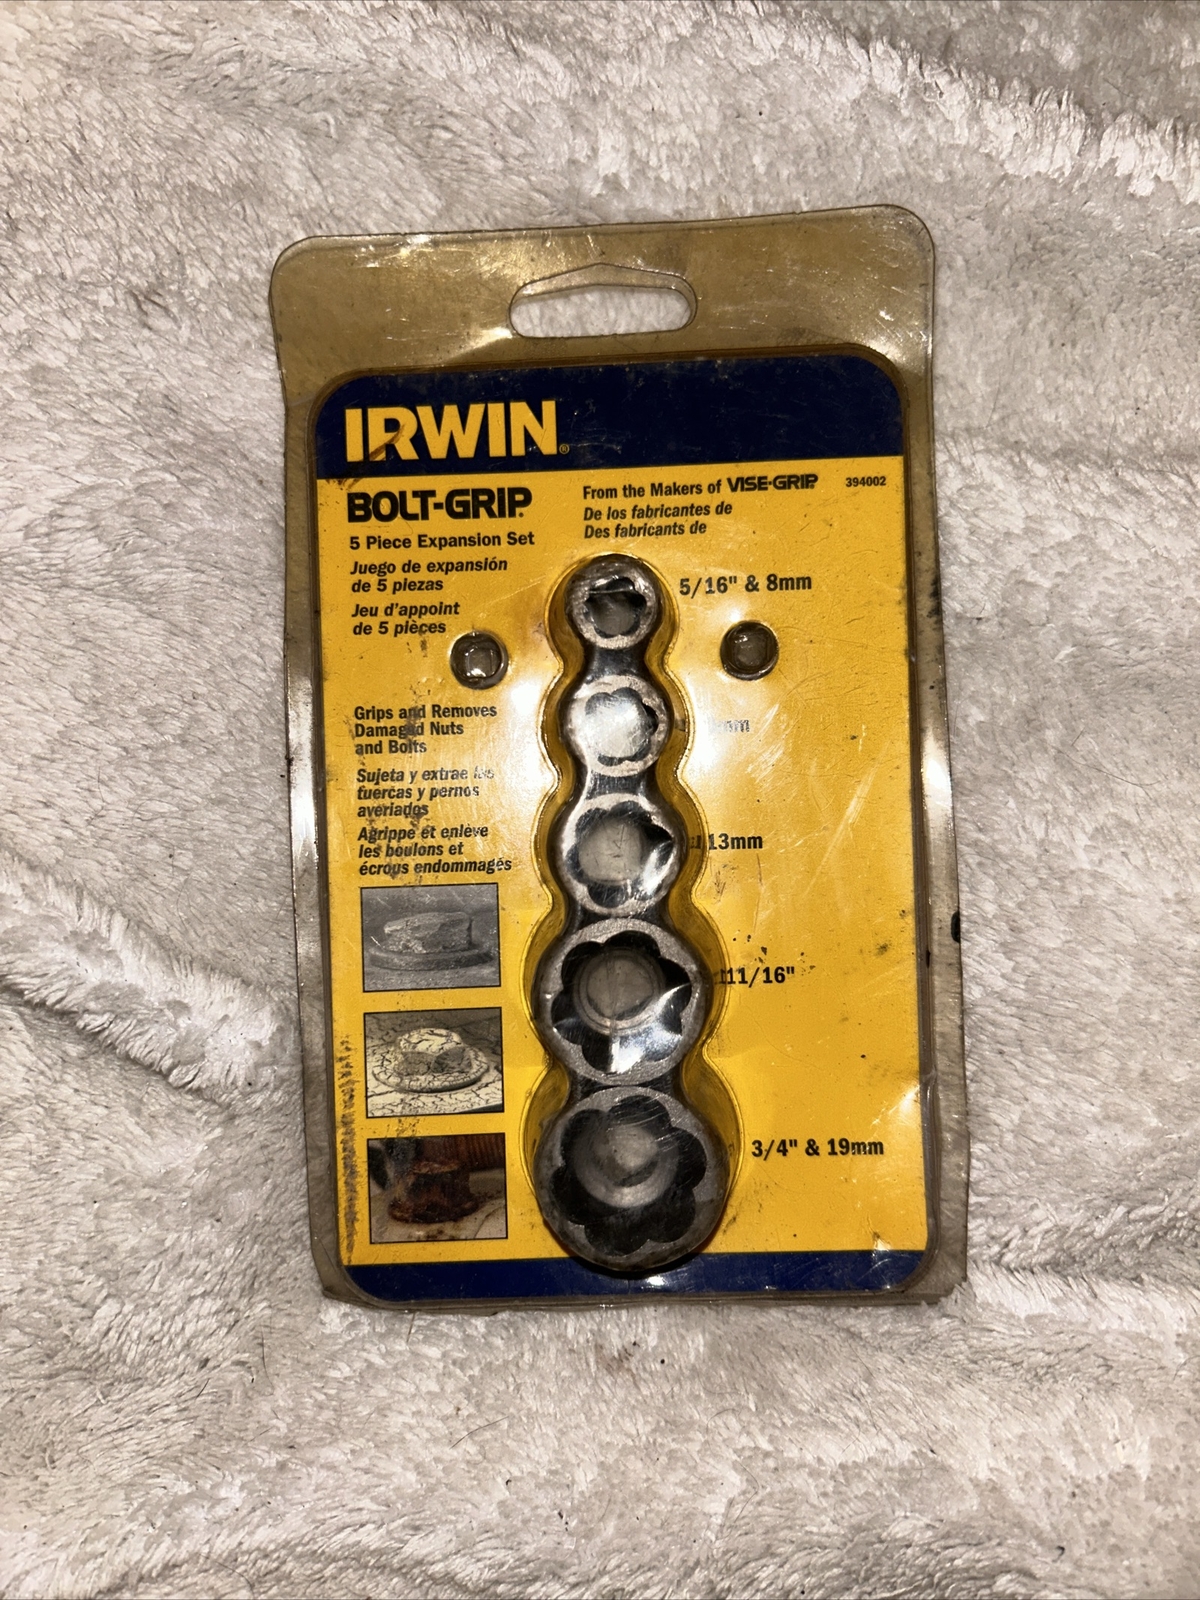 IRWIN®
BOLT-GRIP®
5 Piece Expansion Set
Juego de expansión
de 5 piezas
Jeu d'appoint
de 5 pièces
From the Makers of VISE-GRIP® 394002
De los fabricantes de
Des fabricants de
Grips and Removes
Damaged Nuts
and Bolts
Sujeta y extrae las
tuercas y pernos
averiados
Agrippe et enlève
les boulons et
écrous endommagés
5/16" & 8mm
mm
13mm
11/16"
3/4" & 19mm